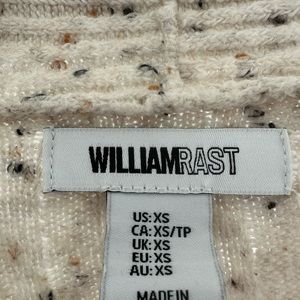 WILLIAMRAST
US:XS
CA:XS/TP
UK:XS
EU:XS
AU:XS
MADE IN